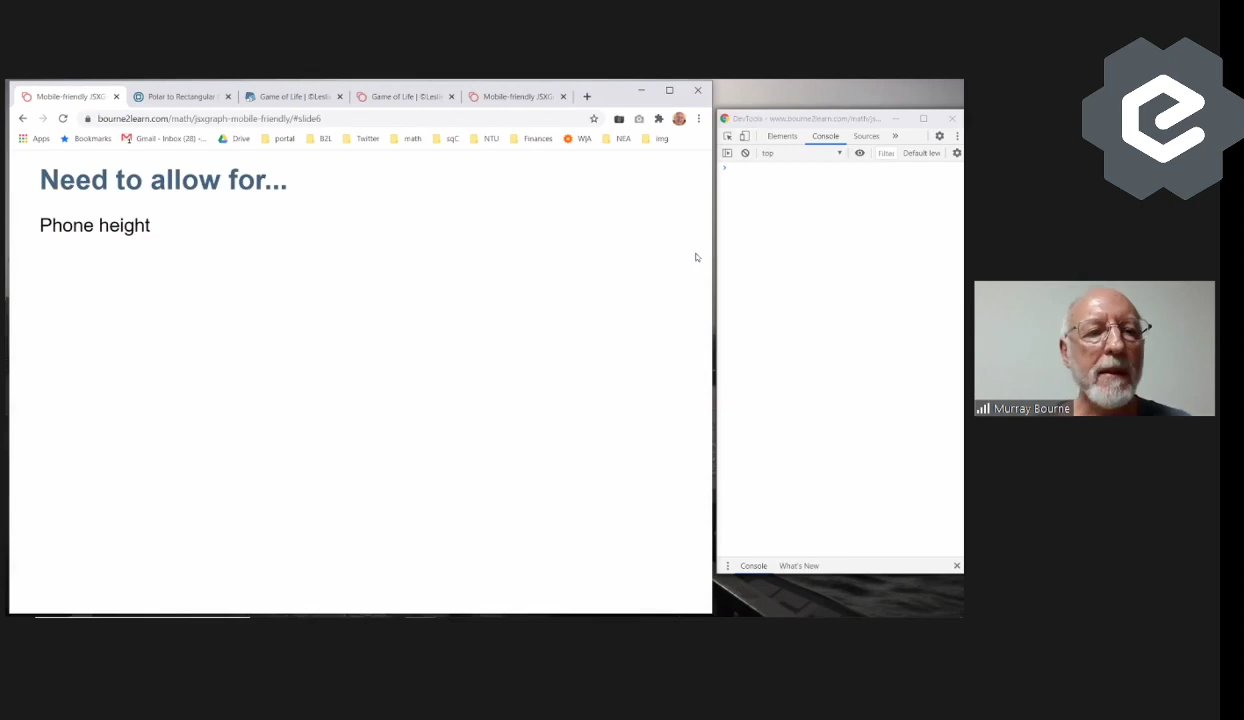 Mobile-friendly JSXG
Polar to Rectangular
Game of Life | ©Lesli
Game of Life | ©Lesli
Mobile-friendly JSXG
bourne2learn.com/math/jsxgraph-mobile-friendly/#slide6
Apps
Bookmarks
Gmail - Inbox (28) -...
Drive
portal
B2L
Twitter
math
sqC
NTU
Finances
WJA
NEA
img
Need to allow for...
Phone height
DevTools - www.bourne2learn.com/math/js...
Elements
Console
Sources
»
top
Filter
Default lev
Console
What's New
Murray Bourne